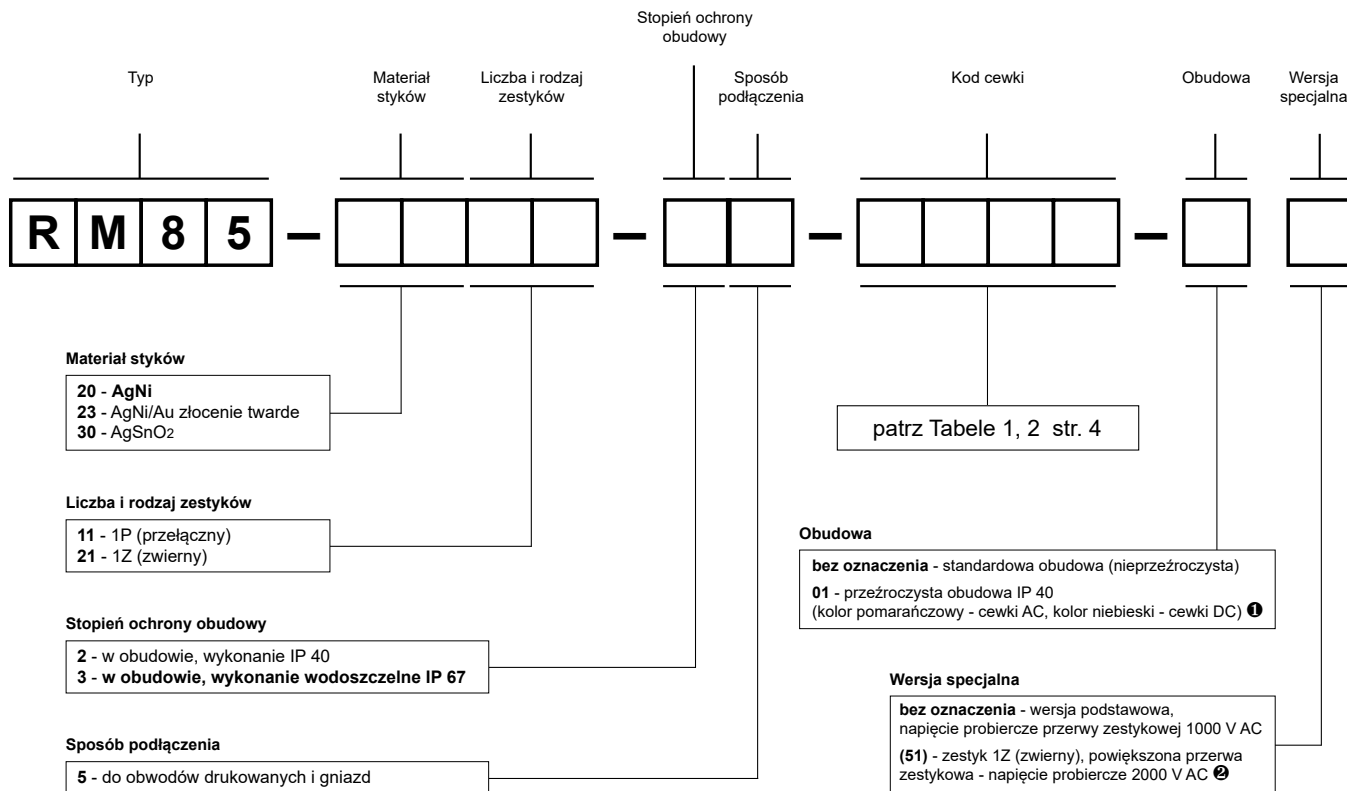 Stopień ochrony
obudowy
Typ
Materiał
styków
Liczba i rodzaj
zestyków
Sposób
podłączenia
Kod cewki
Obudowa
Wersja
specjalna
RM85 – – – –
Materiał styków
20 - AgNi
23 - AgNi/Au złocenie twarde
30 - AgSnO2
patrz Tabele 1, 2 str. 4
Liczba i rodzaj zestyków
11 - 1P (przełączny)
21 - 1Z (zwierny)
Obudowa
bez oznaczenia - standardowa obudowa (nieprzeźroczysta)
01 - przeźroczysta obudowa IP 40
(kolor pomarańczowy - cewki AC, kolor niebieski - cewki DC) ❶
Stopień ochrony obudowy
2 - w obudowie, wykonanie IP 40
3 - w obudowie, wykonanie wodoszczelne IP 67
Wersja specjalna
bez oznaczenia - wersja podstawowa,
napięcie probiercze przerwy zestykowej 1000 V AC
(51) - zestyk 1Z (zwierny), powiększona przerwa
zestykowa - napięcie probiercze 2000 V AC ❷
Sposób podłączenia
5 - do obwodów drukowanych i gniazd